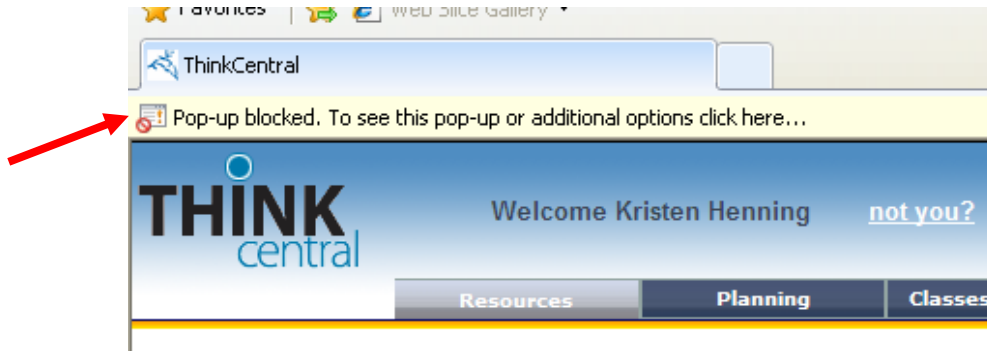 Favorites Web Slice Gallery
ThinkCentral
Pop-up blocked. To see this pop-up or additional options click here...
THINK
central
Welcome Kristen Henning not you?
Resources Planning Classes